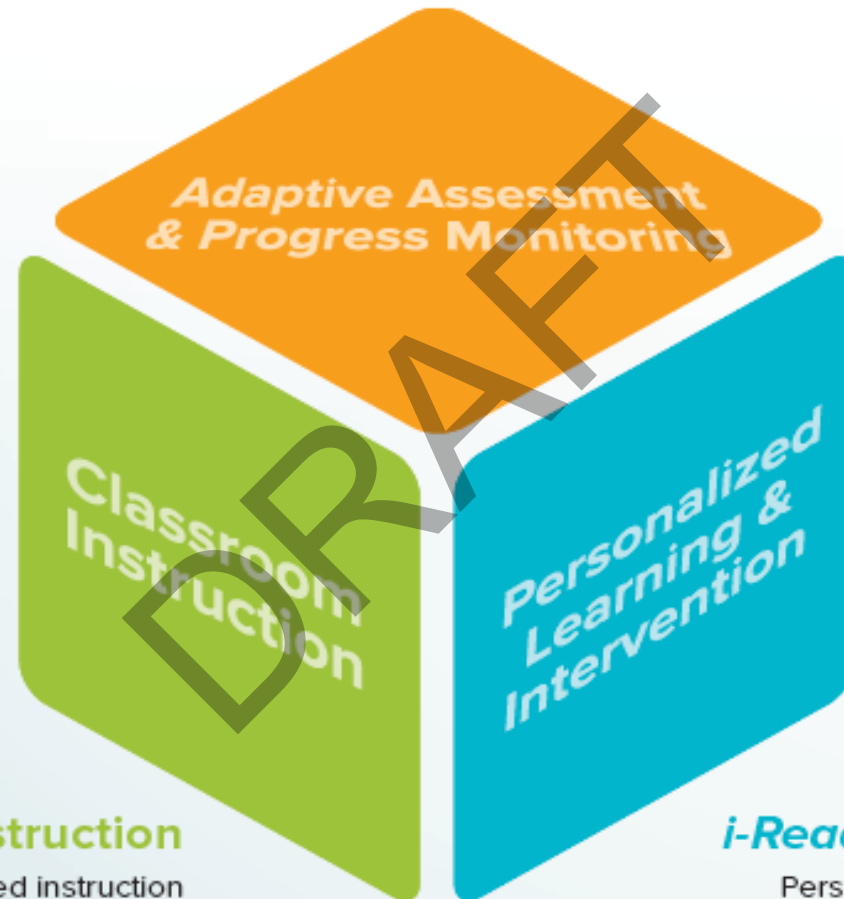 Adaptive Assessment
& Progress Monitoring
Classroom
Instruction
Personalized
Learning &
Intervention
DRAFT
struction
ed instruction
i-Rea
Pers